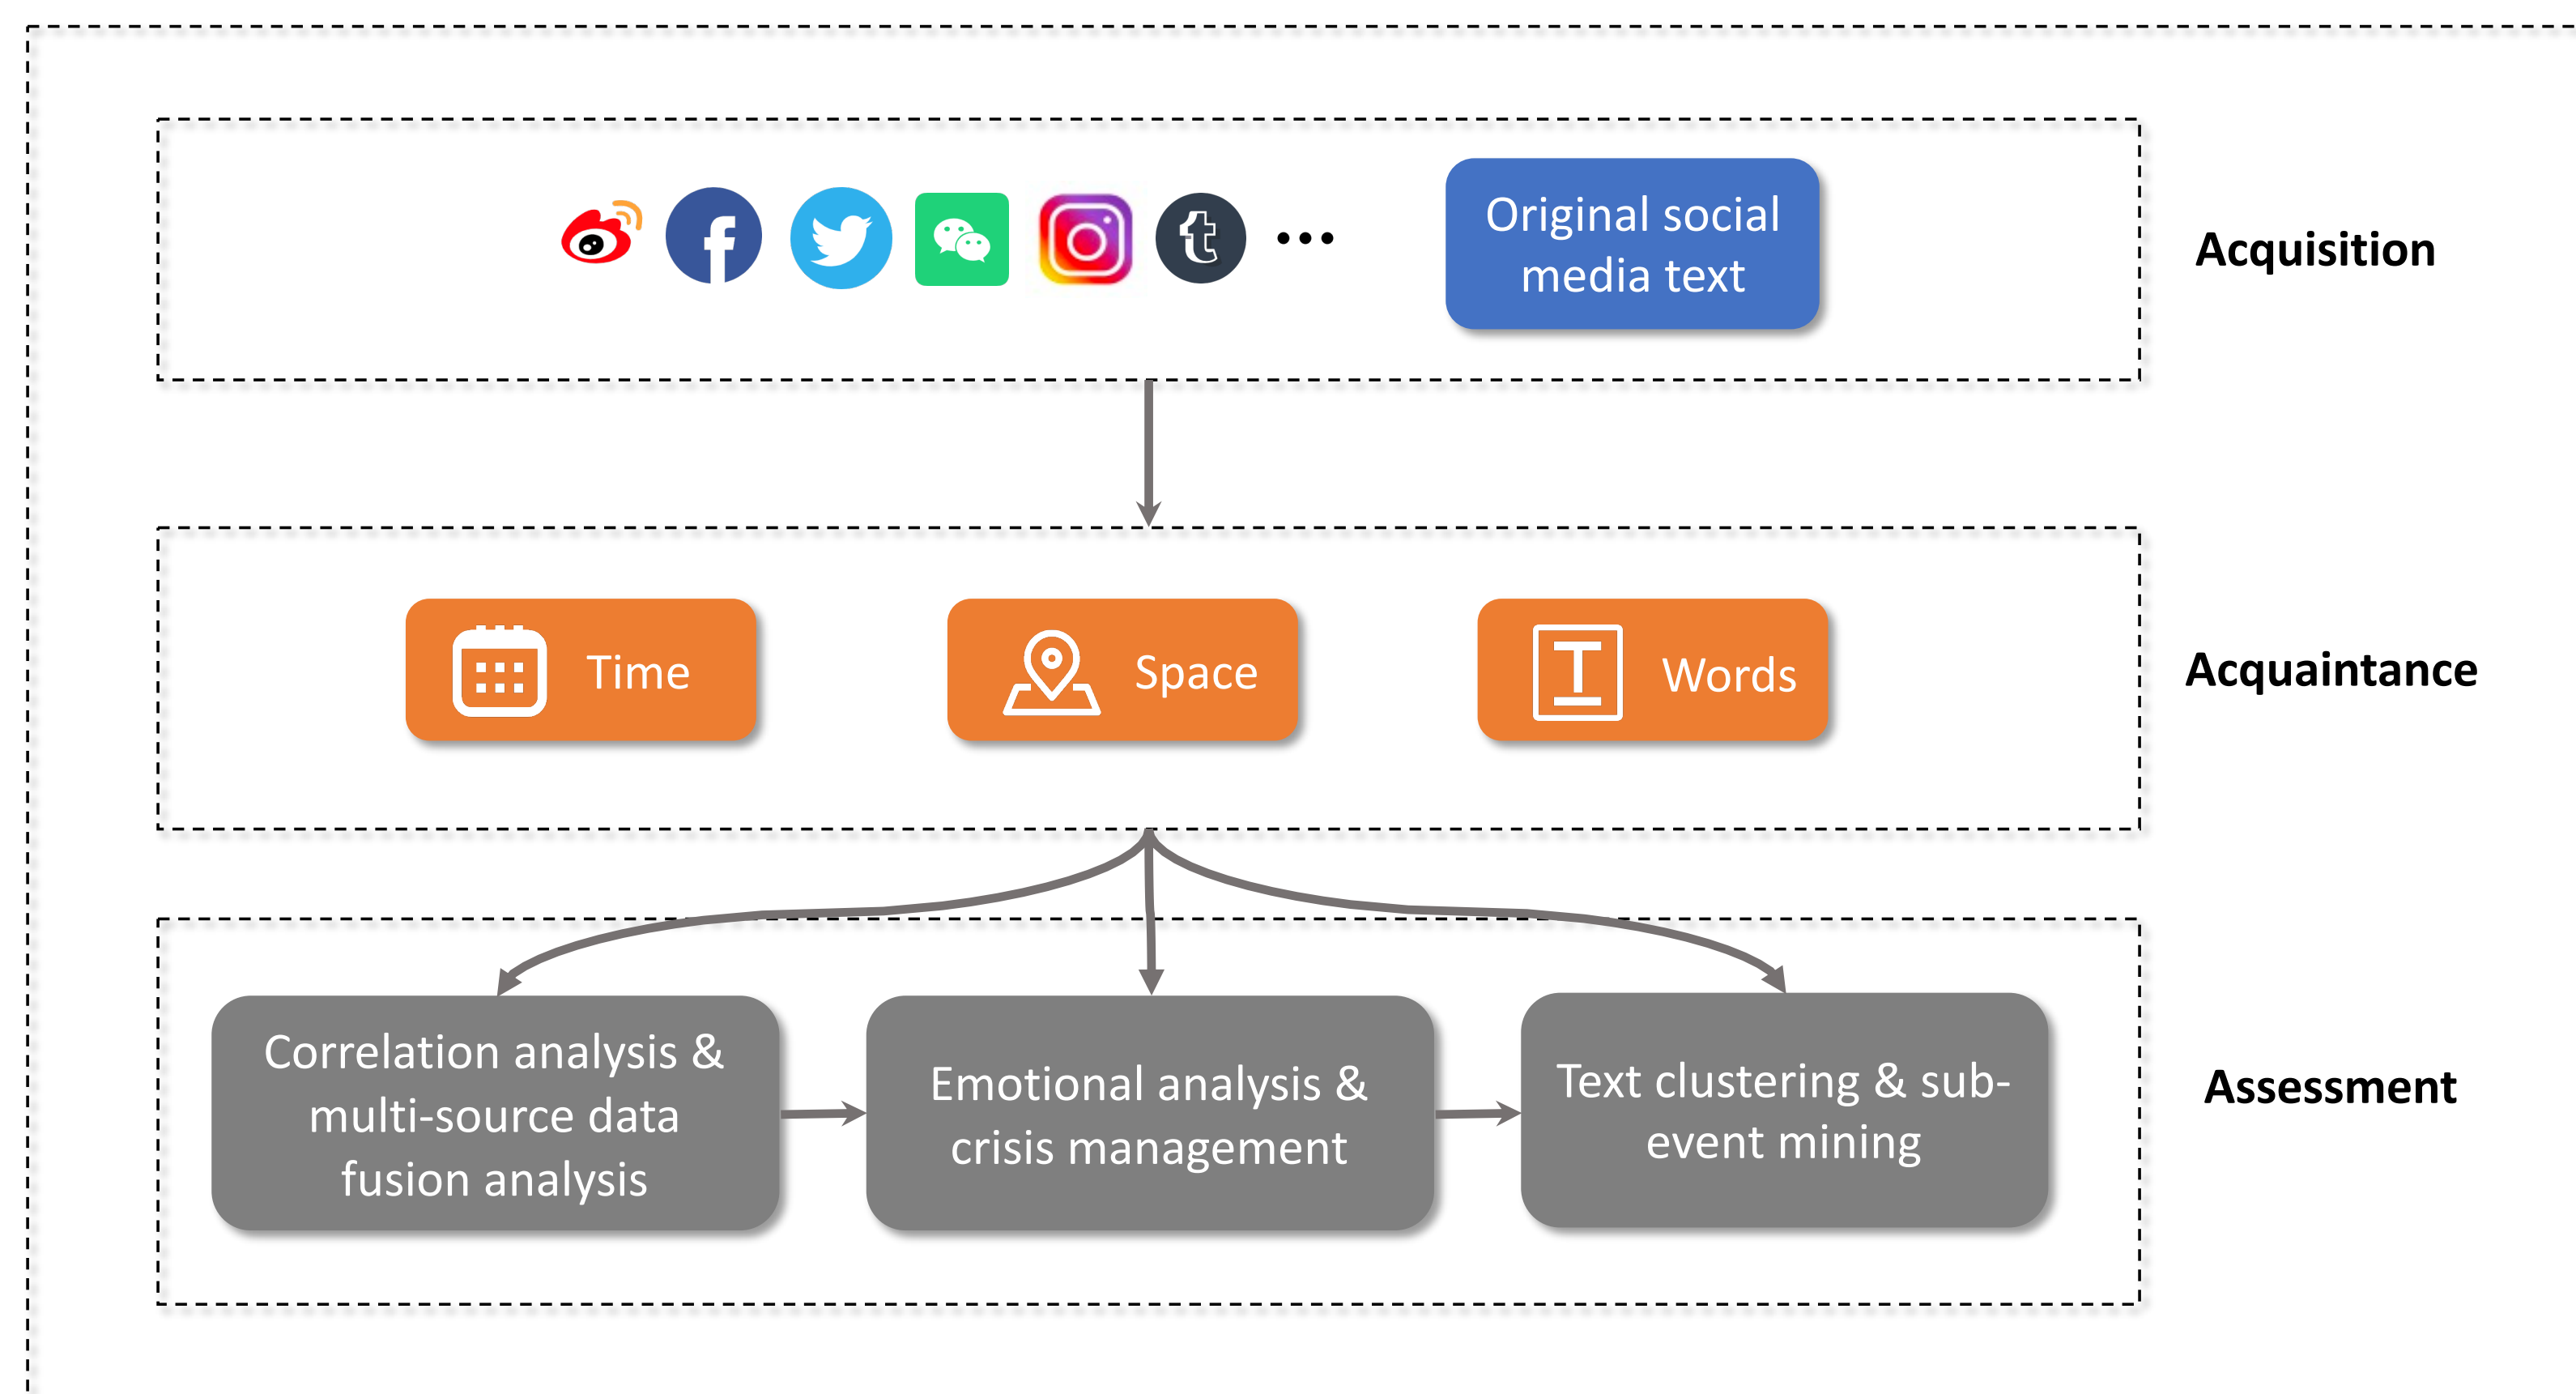 Original social
media text
Acquisition
Time
Space
Words
Acquaintance
Correlation analysis &
multi-source data
fusion analysis
Emotional analysis &
crisis management
Text clustering & sub-
event mining
Assessment